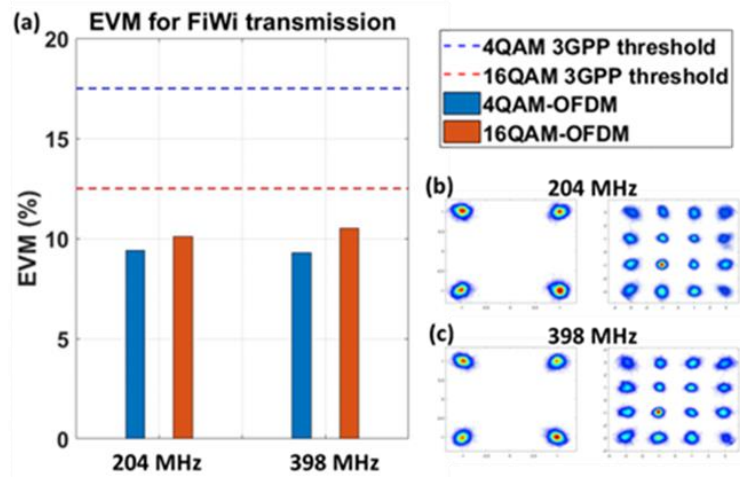 (a) EVM for FiWi transmission
20
15
10
5
0
EVM (%)
204 MHz 398 MHz
4QAM 3GPP threshold
16QAM 3GPP threshold
4QAM-OFDM
16QAM-OFDM
(b) 204 MHz
(c) 398 MHz